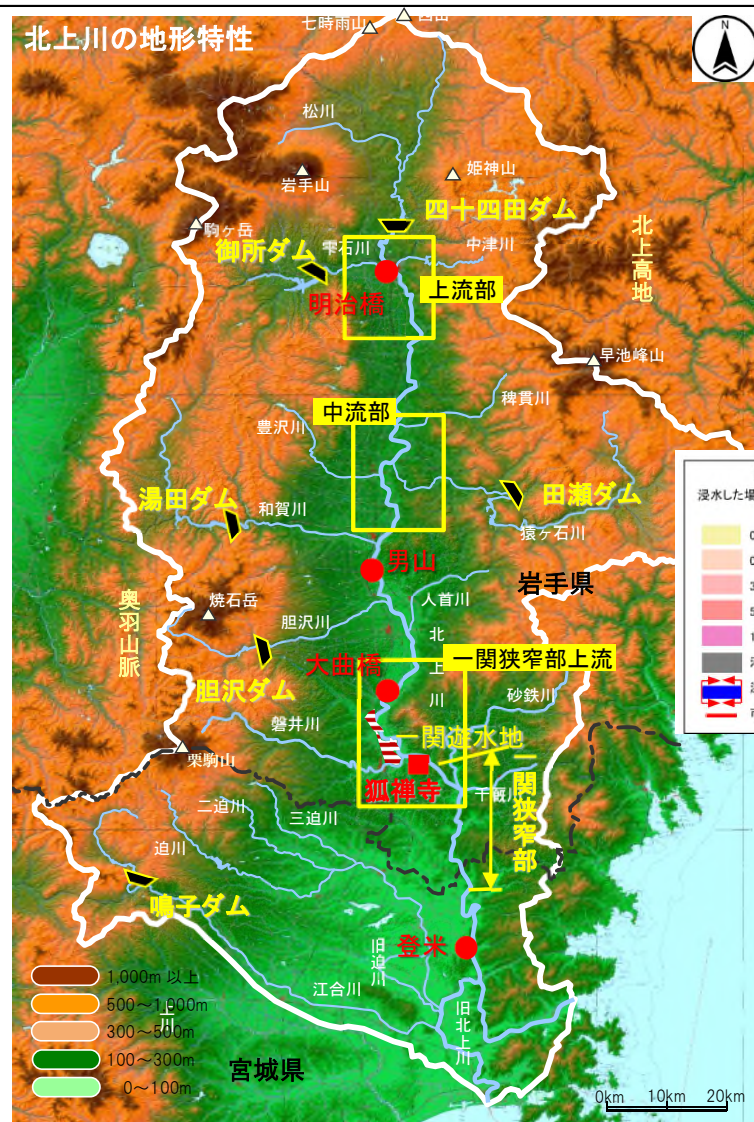 北上川の地形特性
七時雨山
N
松川
岩手山
姫神山
四十四田ダム
駒ヶ岳
御所ダム
雫石川
中津川
北上高地
明治橋
上流部
早池峰山
稗貫川
中流部
豊沢川
湯田ダム
和賀川
田瀬ダム
猿ヶ石川
浸水した場
男山
岩手県
奥羽山脈
焼石岳
人首川
胆沢川
北上川
一関狭窄部上流
大曲橋
胆沢ダム
砂鉄川
磐井川
一関遊水地
栗駒山
狐禅寺
千厩川
一関狭窄部
二迫川
三迫川
迫川
鳴子ダム
登米
旧迫川
江合川
旧北上川
1,000m 以上
500～1,000m
300～500m
100～300m
0～100m
上川
宮城県
0km 10km 20km